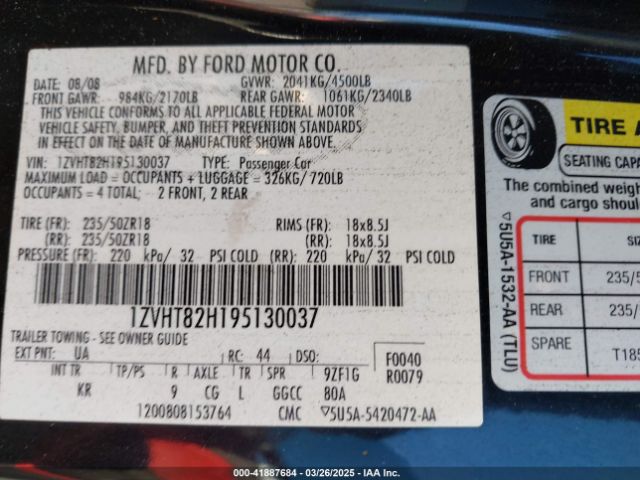 MFD. BY FORD MOTOR CO.
DATE: 08/08 GVWR: 2041KG/4500LB
FRONT GAWR: 984KG/2170LB REAR GAWR: 1061KG/2340LB
THIS VEHICLE CONFORMS TO ALL APPLICABLE FEDERAL MOTOR
VEHICLE SAFETY, BUMPER, AND THEFT PREVENTION STANDARDS
IN EFFECT ON THE DATE OF MANUFACTURE SHOWN ABOVE.
VIN: 1ZVHT82H195130037 TYPE: Passenger Car
MAXIMUM LOAD = OCCUPANTS + LUGGAGE = 326KG/720LB
OCCUPANTS = 4 TOTAL; 2 FRONT, 2 REAR
TIRE (FR): 235/50ZR18 RIMS (FR): 18x8.5J
(RR): 235/50ZR18 (RR): 18x8.5J
PRESSURE (FR): 220 kPa/ 32 PSI COLD (RR): 220 kPa/ 32 PSI COLD
1ZVHT82H195130037
TRAILER TOWING - SEE OWNER GUIDE
EXT PNT: UA RC: 44 DSO: F0040
INT TR TP/PS R AXLE TR SPR 9ZF1G R0079
KR 9 CG L GGCC 80A
1200808153764 CMC ▽5U5A-5420472-AA
TIRE A
SEATING CAPA
The combined weigh
and cargo shoul
TIRE SIZ
FRONT 235/5
REAR 235/5
SPARE T185
▽5U5A-1532-AA (TLU)
000-41887684 | 03/26/2025 | IAA Inc.